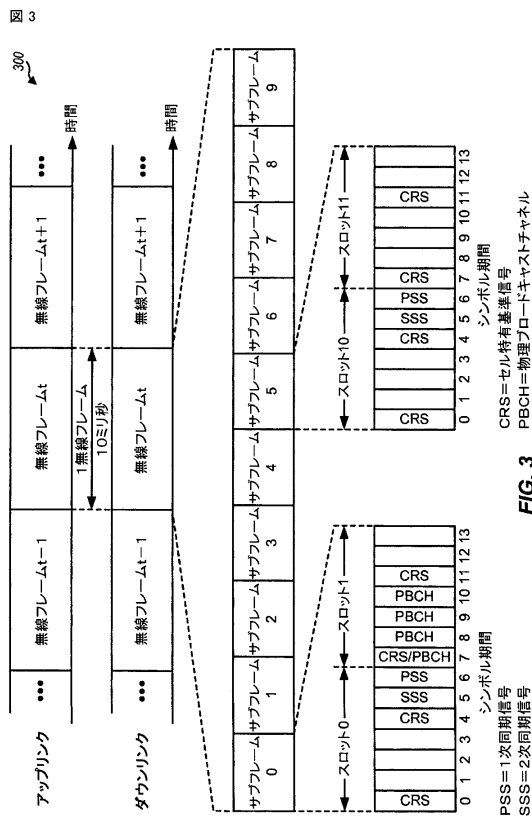 図 3
300
アップリンク
••• 無線フレームt－1 無線フレームt 無線フレームt＋1 •••
時間
1無線フレーム
10ミリ秒
ダウンリンク
••• 無線フレームt－1 無線フレームt 無線フレームt＋1 •••
時間
サブフレーム 0 サブフレーム 1 サブフレーム 2 サブフレーム 3 サブフレーム 4 サブフレーム 5 サブフレーム 6 サブフレーム 7 サブフレーム 8 サブフレーム 9
スロット0 スロット1
CRS CRS SSS PSS CRS/PBCH PBCH PBCH PBCH CRS
0 1 2 3 4 5 6 7 8 9 10 11 12 13
シンボル期間
スロット10 スロット11
CRS CRS SSS PSS CRS CRS
0 1 2 3 4 5 6 7 8 9 10 11 12 13
シンボル期間
PSS＝1次同期信号
SSS＝2次同期信号
CRS＝セル特有基準信号
PBCH＝物理ブロードキャストチャネル
FIG. 3